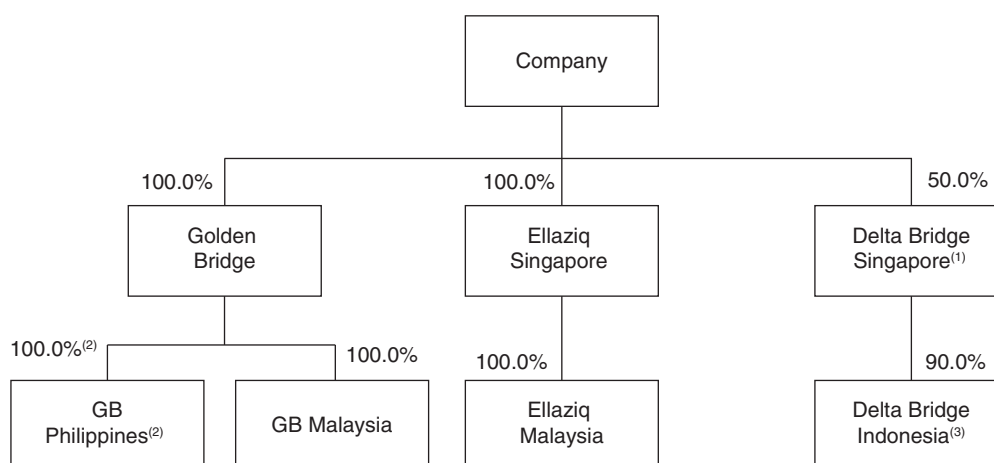 Company
100.0%
100.0%
50.0%
Golden
Bridge
Ellaziq
Singapore
Delta Bridge
Singapore(1)
100.0%(2)
100.0%
100.0%
90.0%
GB
Philippines(2)
GB Malaysia
Ellaziq
Malaysia
Delta Bridge
Indonesia(3)